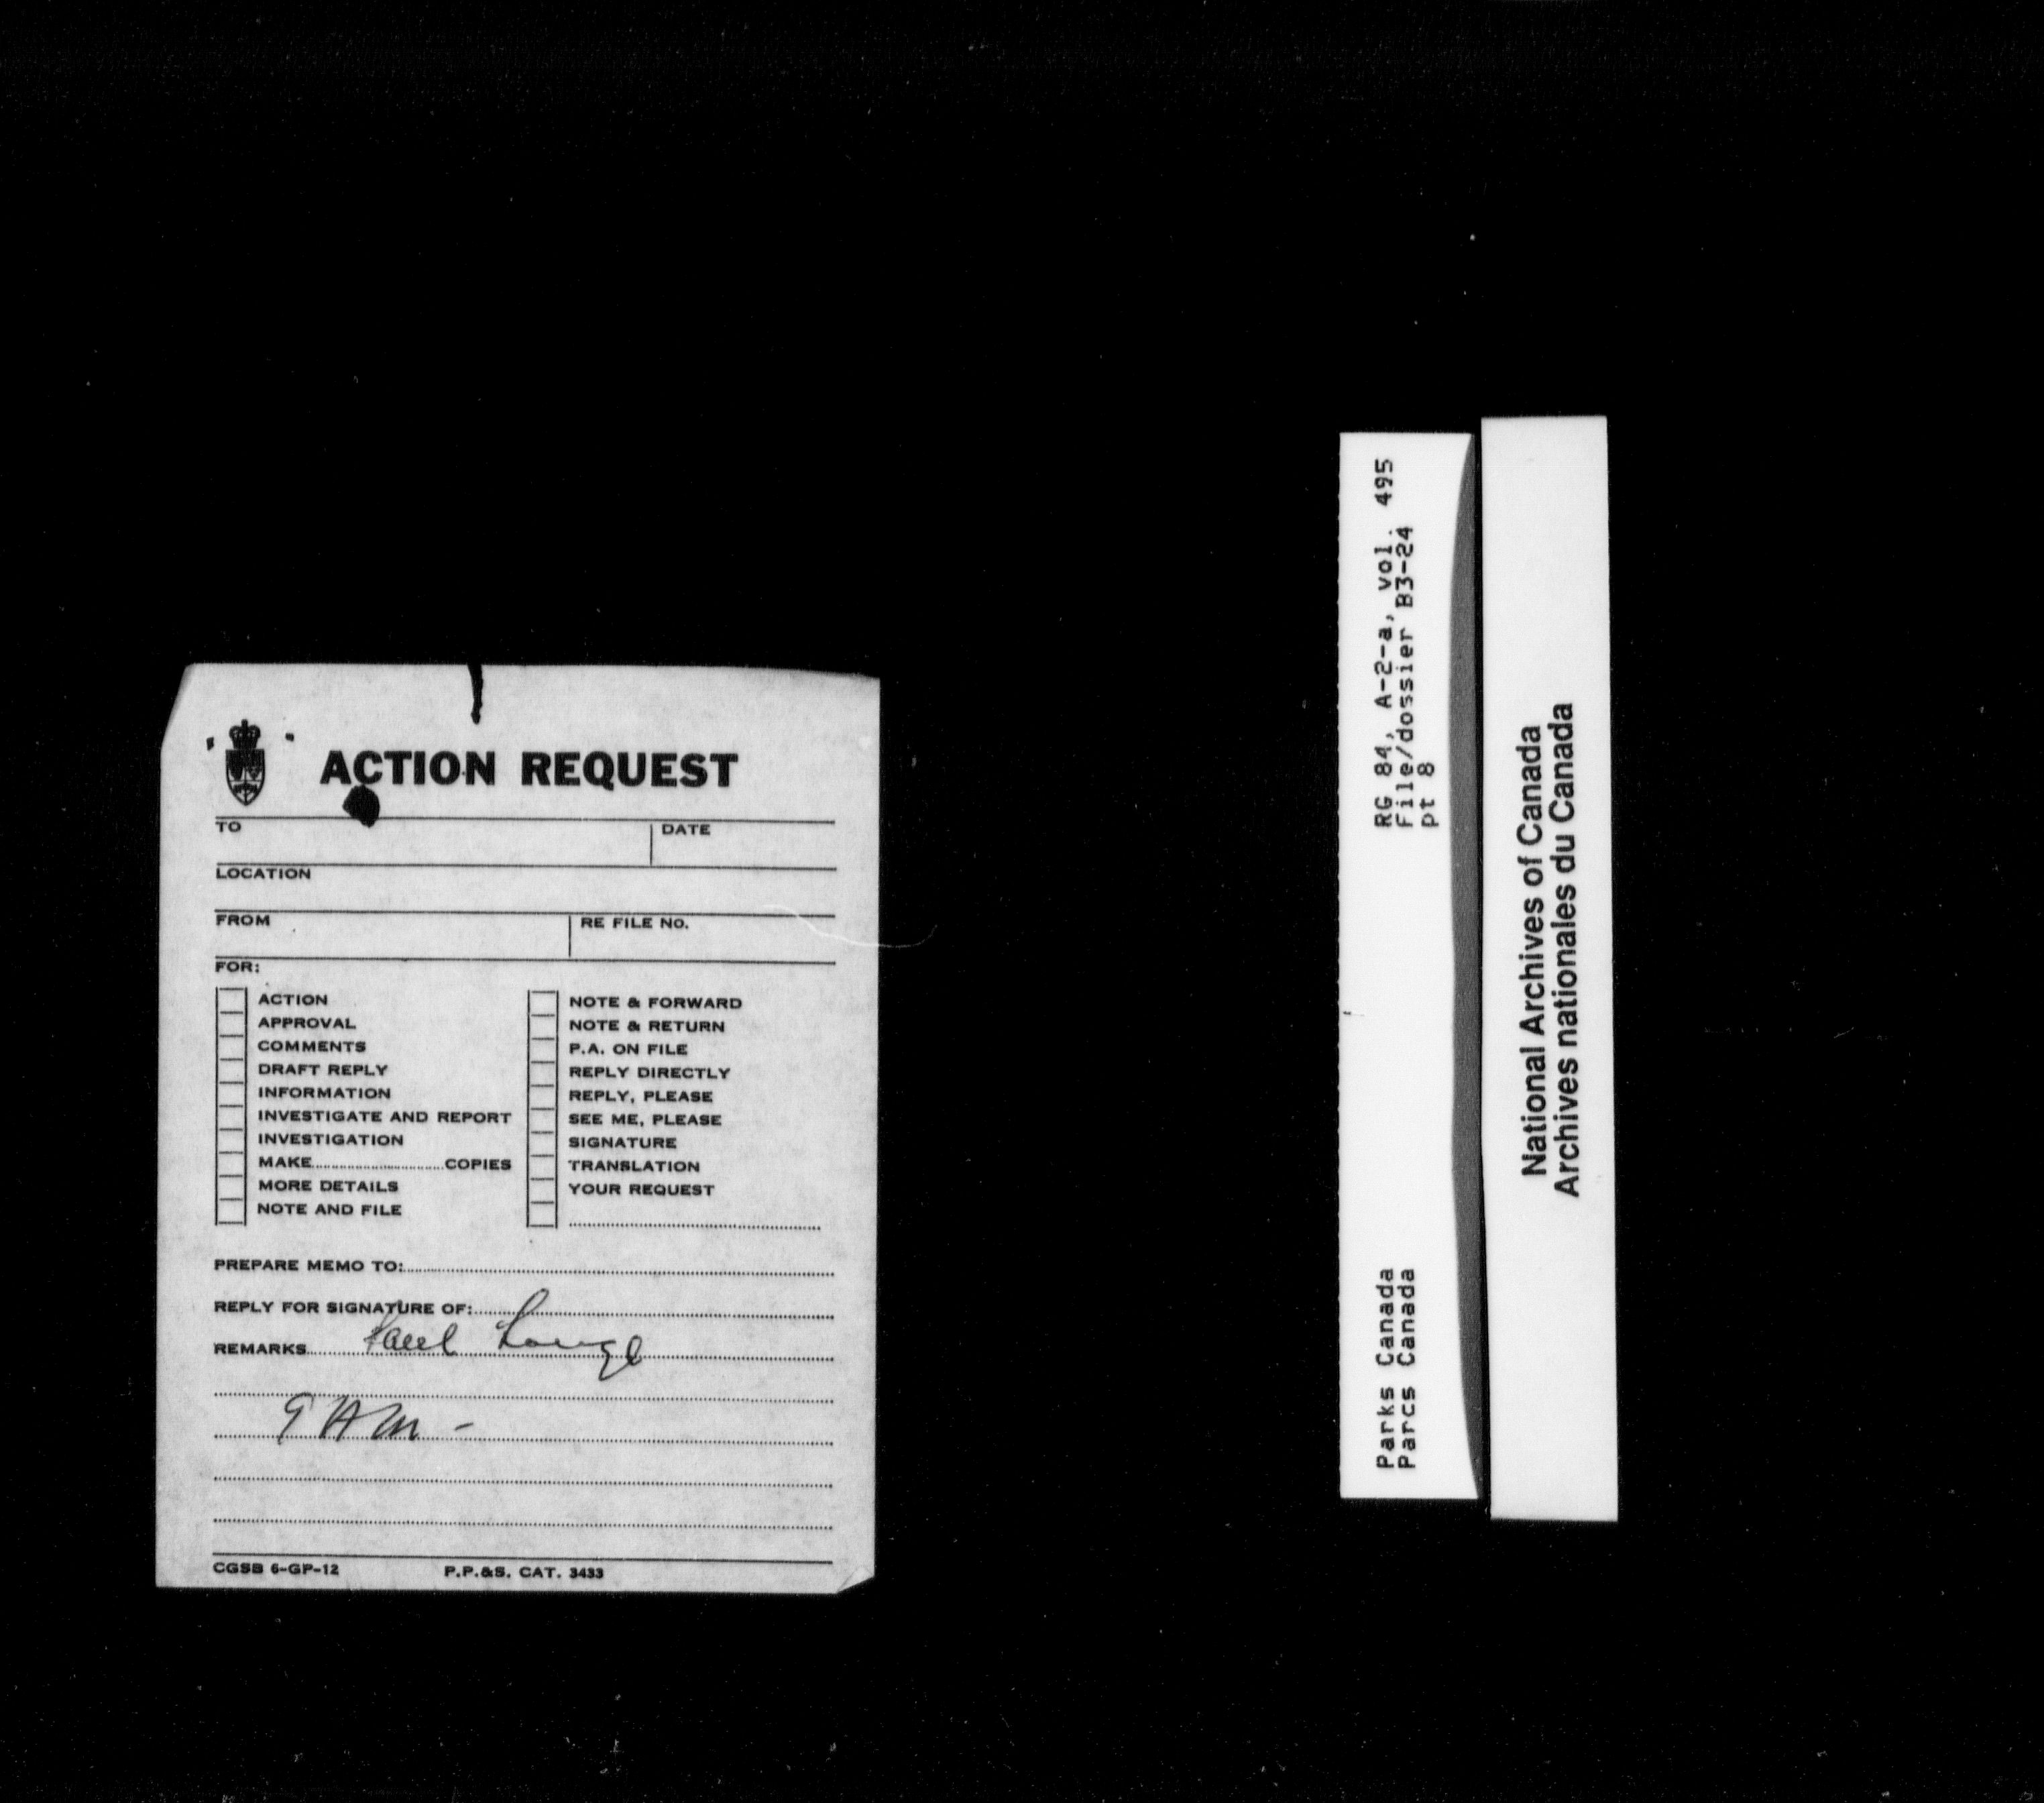 ACTION REQUEST
TO
DATE
LOCATION
FROM
RE FILE NO.
FOR:
ACTION
APPROVAL
COMMENTS
DRAFT REPLY
INFORMATION
INVESTIGATE AND REPORT
INVESTIGATION
MAKE..............................COPIES
MORE DETAILS
NOTE AND FILE
NOTE & FORWARD
NOTE & RETURN
P.A. ON FILE
REPLY DIRECTLY
REPLY, PLEASE
SEE ME, PLEASE
SIGNATURE
TRANSLATION
YOUR REQUEST
PREPARE MEMO TO:
REPLY FOR SIGNATURE OF:
REMARKS Paul Lange
9 AM -
CGSB 6-GP-12 P.P.&S. CAT. 3433
Parks Canada RG 84, A-2-a, vol. 495
Parcs Canada File/dossier B3-24
pt 8
National Archives of Canada
Archives nationales du Canada